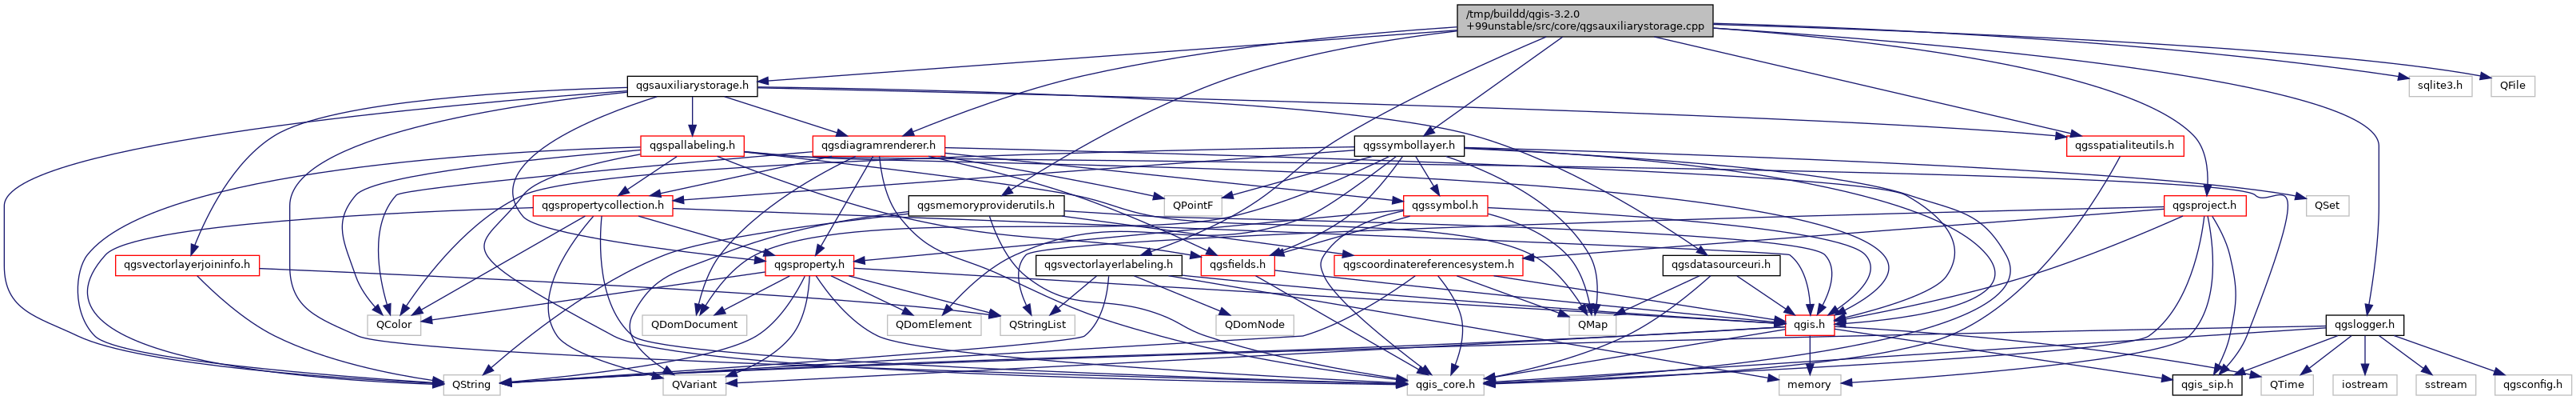 /tmp/buildd/qgis-3.2.0
+99unstable/src/core/qgsauxiliarystorage.cpp
qgsauxiliarystorage.h
sqlite3.h
QFile
qgspallabeling.h
qgsdiagramrenderer.h
qgssymbollayer.h
qgsspatialiteutils.h
qgspropertycollection.h
qgsmemoryproviderutils.h
QPointF
qgssymbol.h
qgsproject.h
QSet
qgsvectorlayerjoininfo.h
qgsproperty.h
qgsvectorlayerlabeling.h
qgsfields.h
qgscoordinatereferencesystem.h
qgsdatasourceuri.h
QColor
QDomDocument
QDomElement
QStringList
QDomNode
QMap
qgis.h
qgslogger.h
QString
QVariant
qgis_core.h
memory
qgis_sip.h
QTime
iostream
sstream
qgsconfig.h